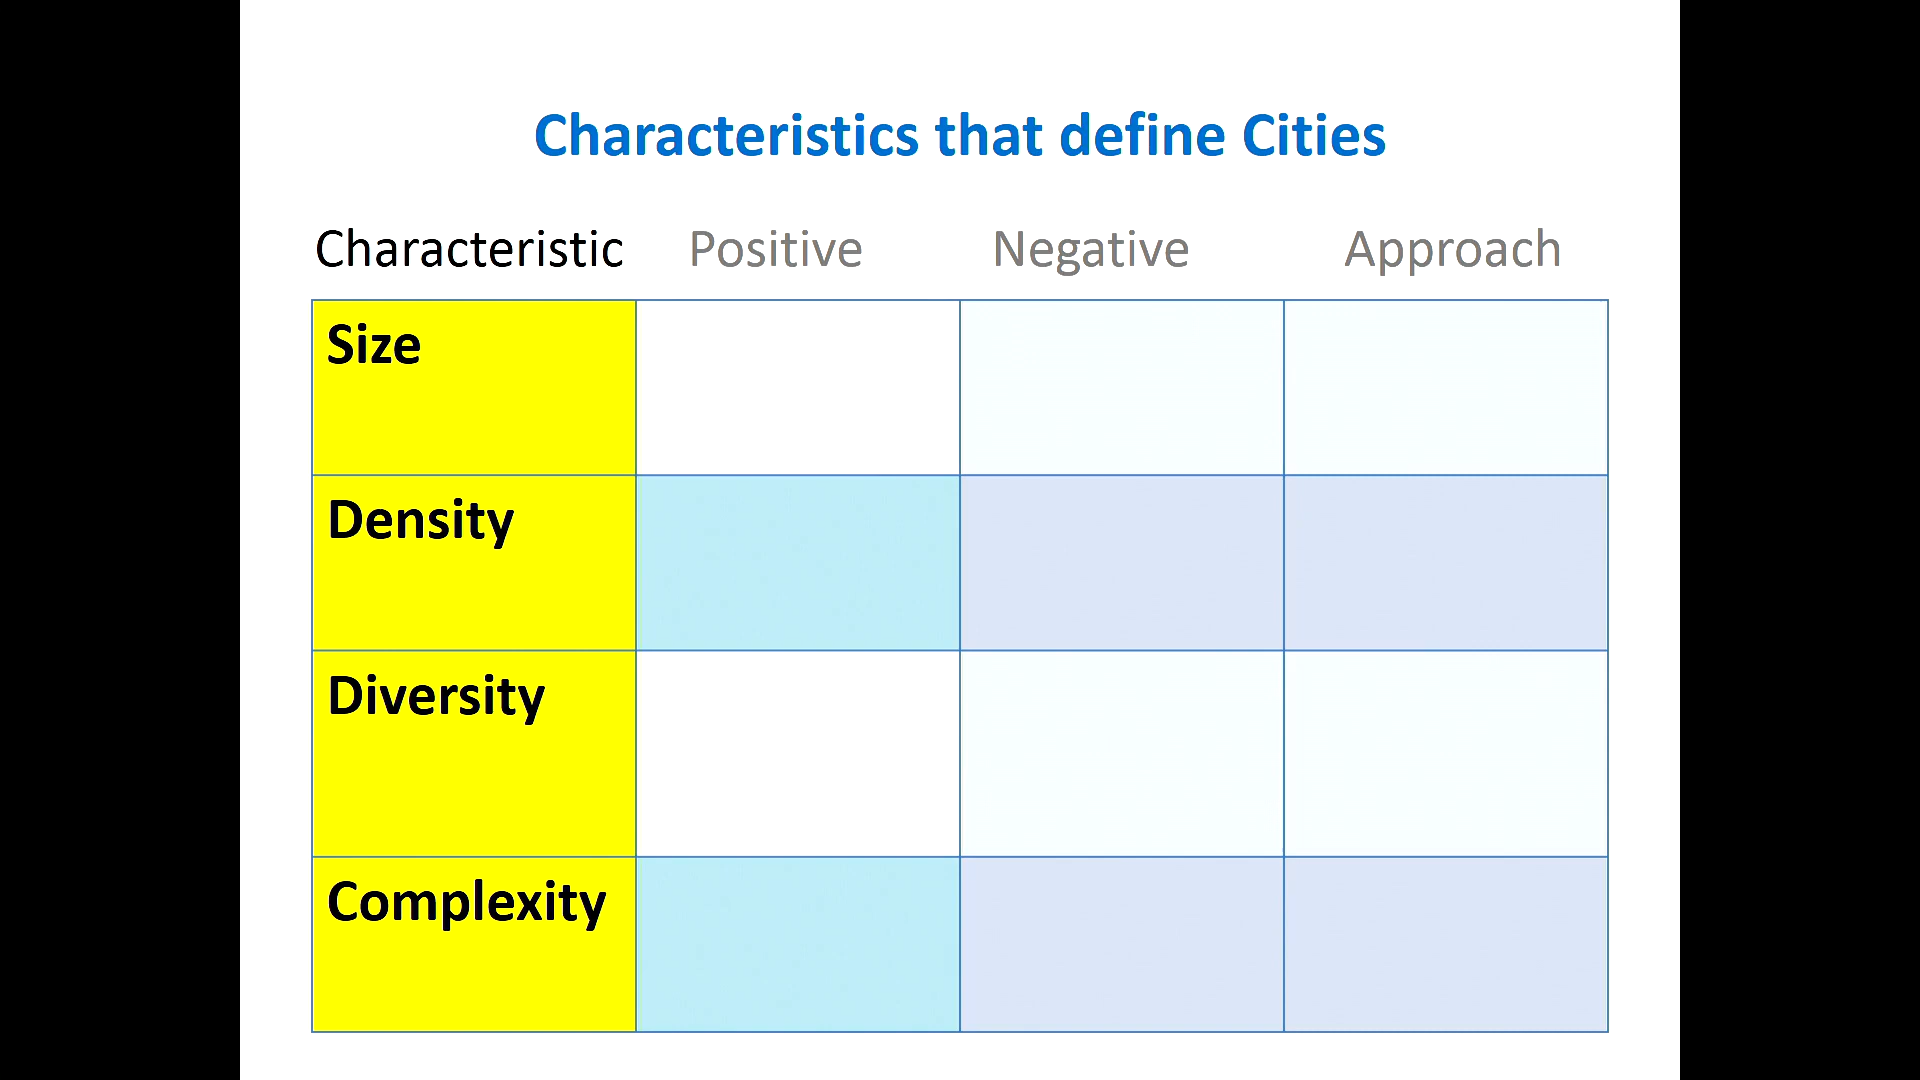 Characteristics that define Cities
Characteristic Positive Negative Approach
Size
Density
Diversity
Complexity